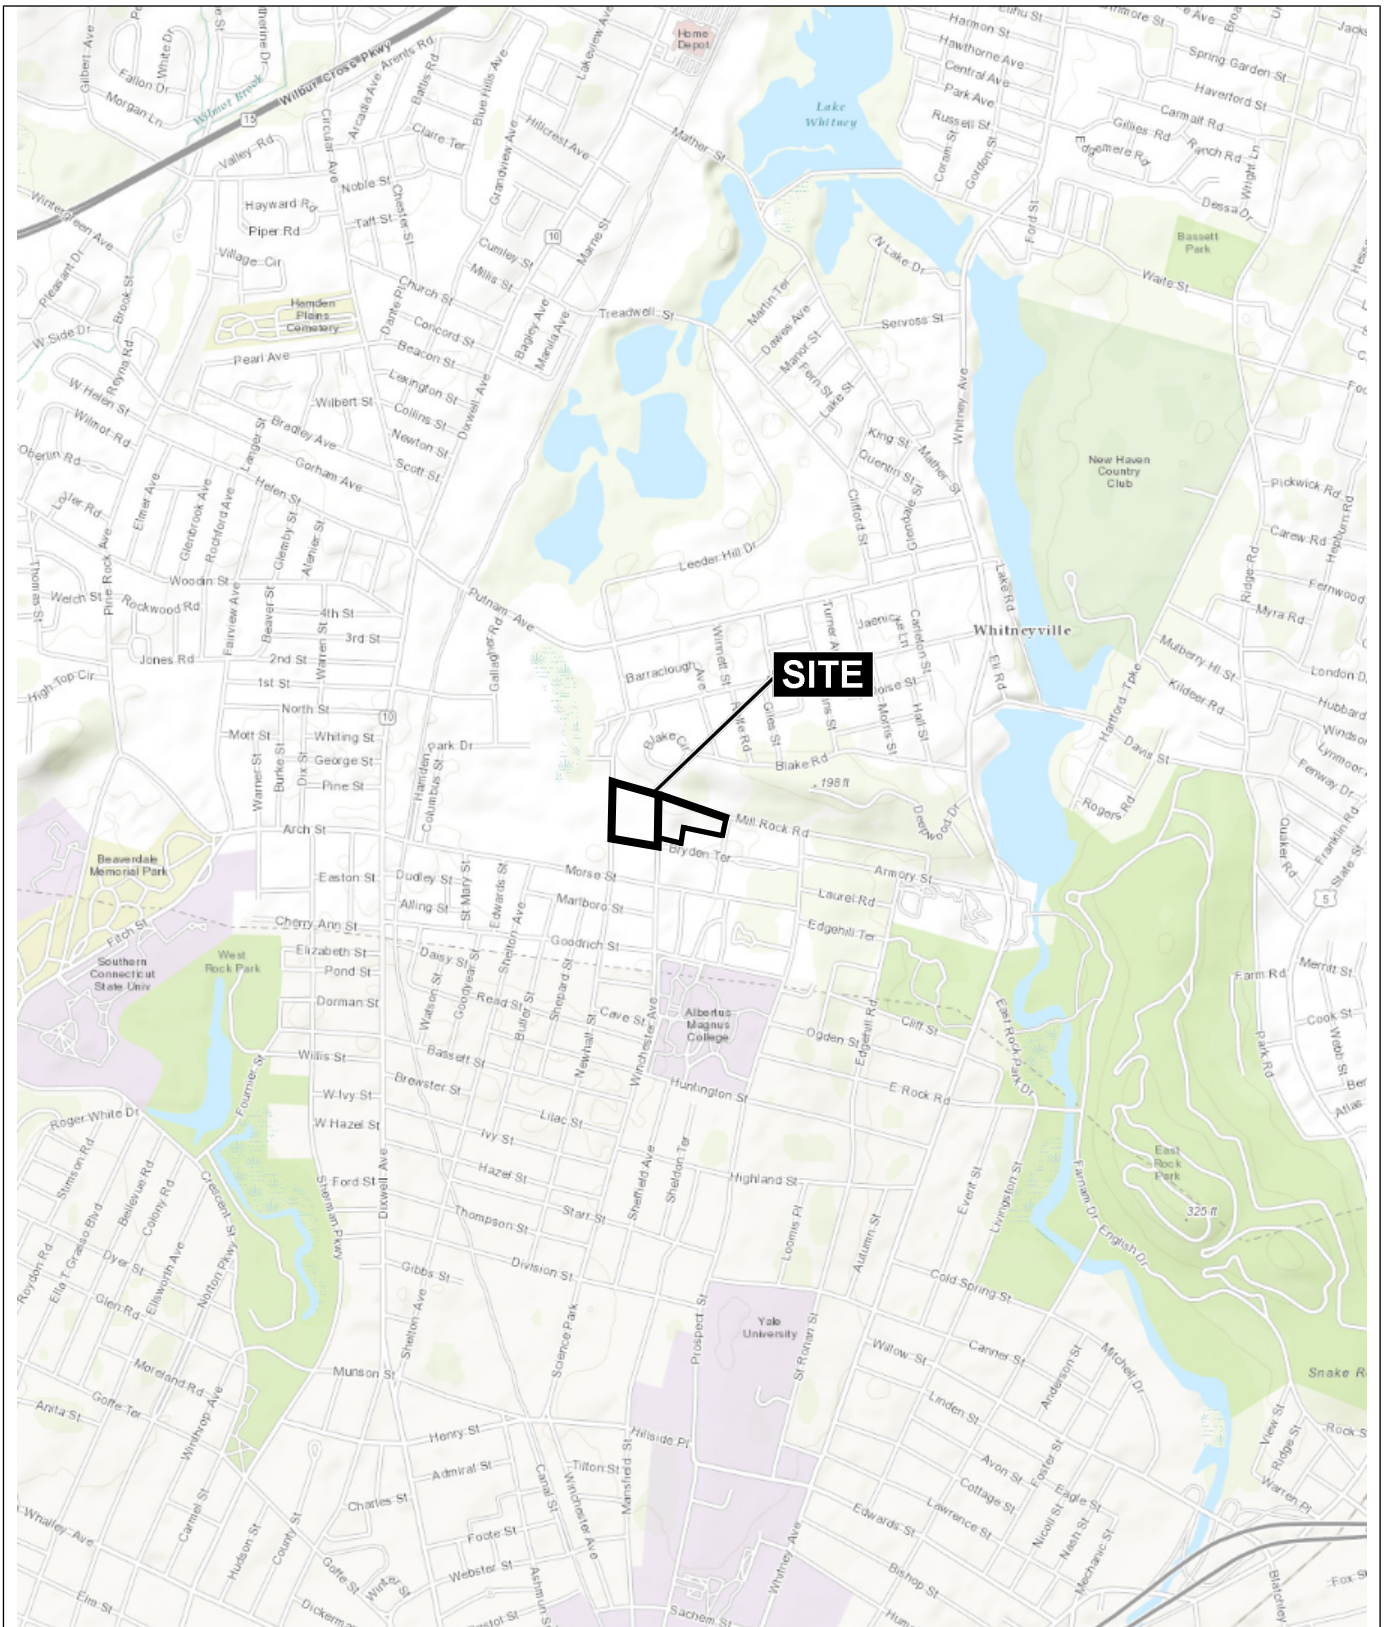 Gilbert Ave
White Dr
Fallon Dr
Morgan Ln
Wilmot Brook
Wilbur Cross Pkwy
15
Arents Rd
Arcadia Ave
Battis Rd
Blue Hills Ave
Lakeview Ave
Home
Depot
Circular Ave
Claire Ter
Valley Rd
Noble St
Grandview Ave
Hillcrest Ave
Mather St
Lake
Whitney
Harmon St
Hawthorne Ave
Central Ave
Park Ave
Russell St
Coram St
Gordon St
Spring Garden St
Haverford St
Carmalt Rd
Gillies Rd
Ranch Rd
Edgemere Rd
Wright Ln
Dessa Dr
Ford St
Bassett
Park
Waite St
Wintergreen Ave
Pleasant Dr
Hayward Rd
Piper Rd
Village Cir
Taft St
Chester St
Cumley St
Millis St
10
Marne St
Brook St
W Side Dr
Reyna Rd
Hamden
Plains
Cemetery
Dante Pl
Church St
Concord St
Beacon St
Bagley Ave
Manila Ave
Treadwell St
Martin Ter
Dawes Ave
Manor St
Fern St
Lake St
N Lake Dr
Servoss St
Whitney Ave
Pearl Ave
Lexington St
Collins St
Newton St
Scott St
Dixwell Ave
W Helen St
Wilmot Rd
Oberlin Rd
Wilbert St
Bradley Ave
Gorham Ave
Langer St
Helen St
Elmer Ave
Glenbrook Ave
Rochford Ave
Glemby St
King St
Quentin St
Mather St
Clifford St
New Haven
Country
Club
Pickwick Rd
Carew Rd
Hepburn Rd
Ridge Rd
Fernwood
Myra Rd
Thomas St
Pine Rock Ave
Woodin St
Welch St
Rockwood Rd
Fairview Ave
Beaver St
4th St
3rd St
2nd St
1st St
Warren St
Jones Rd
High Top Cir
Putnam Ave
Gallagher Rd
Leeder Hill Dr
Winnett St
Barraclough
Ave
Carleton St
Lake Rd
Eli Rd
Whitneyville
SITE
Giles St
Morris St
Hall St
Mulberry Hl St
London D
Kildeer Rd
Hubbard
Windsor
Lynmoor
Fenway Dr
Hartford Tpke
Davis St
Rogers Rd
North St
10
Mott St
Whiting St
George St
Pine St
Warner St
Burke St
Dix St
Park Dr
Hamden
Columbus St
Blake Cir
Blake Rd
198 ft
Deepwood Dr
Mill Rock Rd
Bryden Ter
Arch St
Beaverdale
Memorial Park
Easton St
Dudley St
Alling St
St Mary St
Edwards St
Shelton Ave
Morse St
Marlboro St
Goodrich St
Armory St
Laurel Rd
Edgehill Ter
Quaker Rd
Franklin Rd
State St
5
Fitch St
Cherry Ann St
Southern
Connecticut
State Univ
West
Rock Park
Elizabeth St
Pond St
Dorman St
Daisy St
Watson St
Goodyear St
Read St
Butler St
Shepard St
Cave St
Newhall St
Winchester Ave
Albertus
Magnus
College
Ogden St
Edgehill Rd
Cliff St
East Rock Park Dr
Farm Rd
Merritt St
Cook St
Webb St
Park Rd
Atlas
Willis St
Bassett St
Brewster St
Huntington St
E Rock Rd
Fournier St
W Ivy St
W Hazel St
Lilac St
Ivy St
Hazel St
Roger White Dr
Stimson Rd
Bellevue Rd
Colony Rd
Crescent St
Ella T Grasso Blvd
Roydon Rd
Dyer St
Glen Rd
Ellsworth Ave
Norton Pkwy
Sherman Pkwy
Ford St
Dixwell Ave
Thompson St
Starr St
Sheffield Ave
Sheldon Ter
Highland St
Loomis Pl
Autumn St
Everit St
Livingston St
Farnam Dr
English Dr
East
Rock
Park
325 ft
Gibbs St
Division St
Cold Spring St
Shelton Ave
Science Park
Prospect St
Yale
University
St Ronan St
Willow St
Canner St
Anderson St
Mitchell Dr
Linden St
Snake R
Munson St
Moreland Rd
Goffe Ter
Anita St
Winthrop Ave
Henry St
Hillside Pl
Mansfield St
Tilton St
Admiral St
Canal St
Winchester Ave
Avon St
Foster St
Cottage St
Eagle St
View St
Ridge St
Rock S
Warren Pl
Whalley Ave
Carmel St
Charles St
Foote St
Webster St
Edwards St
Lawrence St
Nicoll St
Nash St
Mechanic St
Hudson St
County St
Goffe St
Winter St
Elm St
Ashmun S
Sachem St
Whitney Ave
Bishop St
Blatchley
Fox S